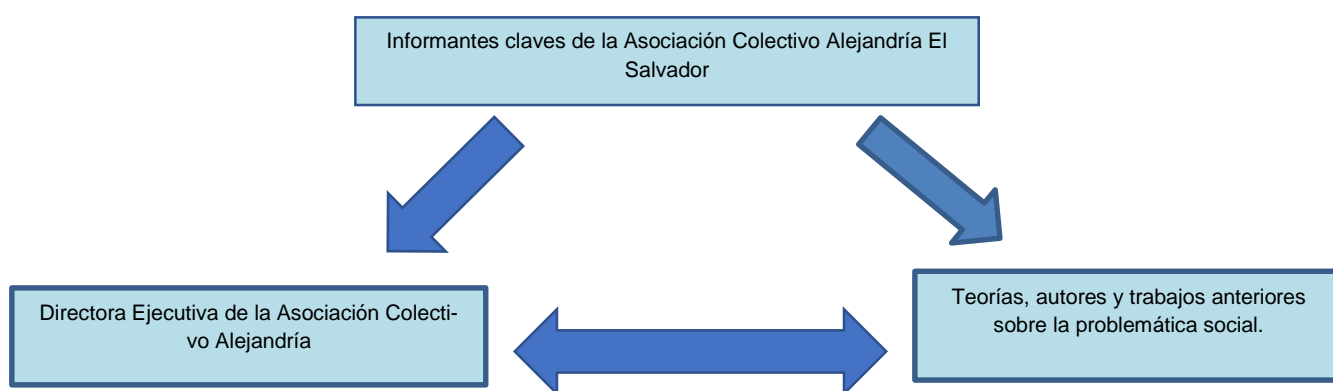 Informantes claves de la Asociación Colectivo Alejandría El
Salvador
Directora Ejecutiva de la Asociación Colecti-
vo Alejandría
Teorías, autores y trabajos anteriores
sobre la problemática social.